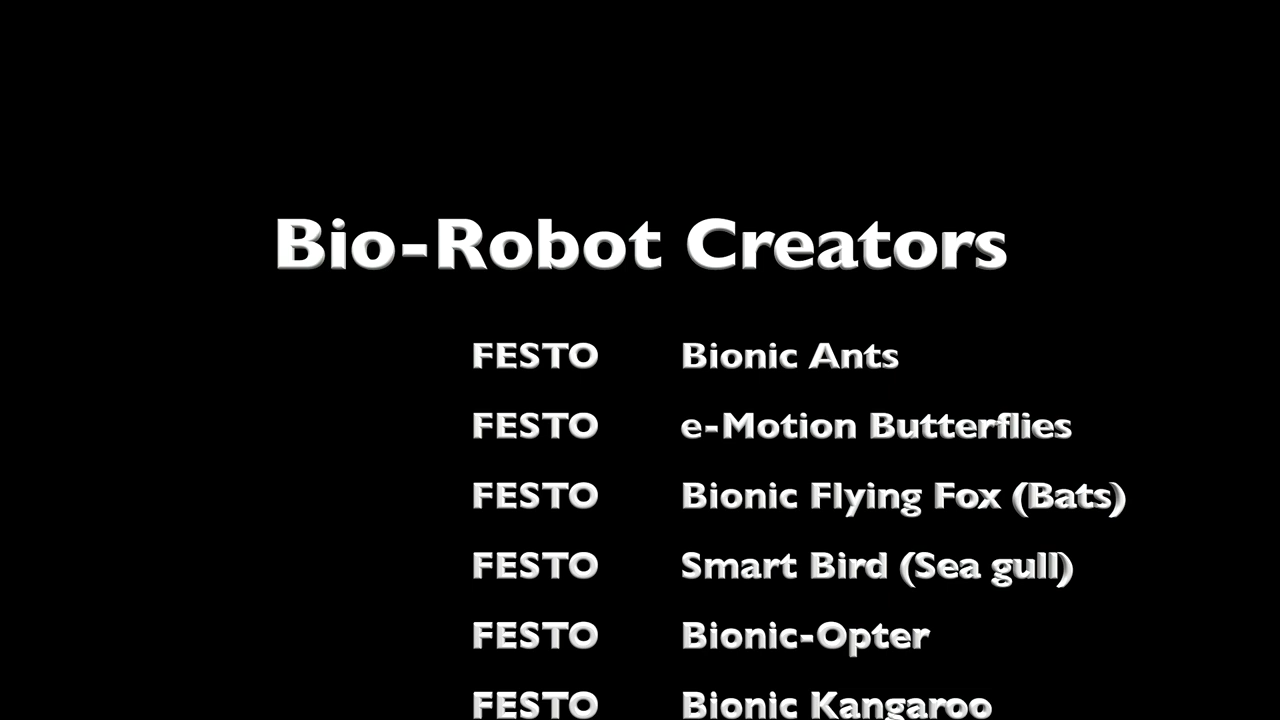 Bio-Robot Creators
FESTO Bionic Ants
FESTO e-Motion Butterflies
FESTO Bionic Flying Fox (Bats)
FESTO Smart Bird (Sea gull)
FESTO Bionic-Opter
FESTO Bionic Kangaroo